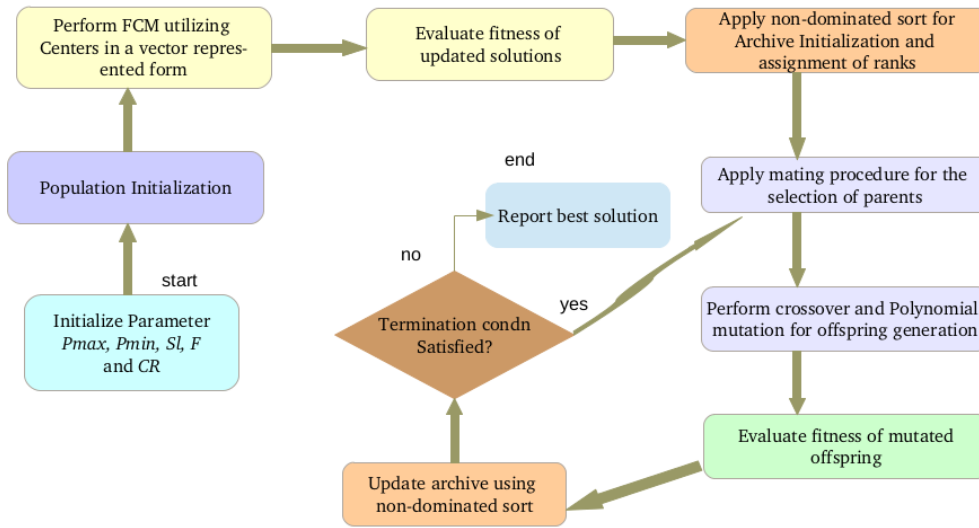 Perform FCM utilizing
Centers in a vector repres-
ented form
Evaluate fitness of
updated solutions
Apply non-dominated sort for
Archive Initialization and
assignment of ranks
Population Initialization
start
Initialize Parameter
Pmax, Pmin, Sl, F
and CR
end
Report best solution
no
yes
Termination condn
Satisfied?
Apply mating procedure for the
selection of parents
Perform crossover and Polynomial
mutation for offspring generation
Evaluate fitness of mutated
offspring
Update archive using
non-dominated sort